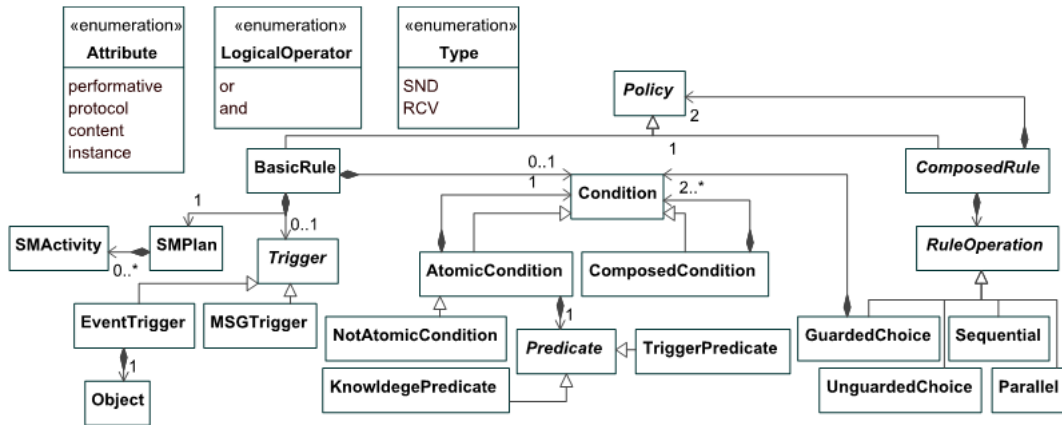 «enumeration»
Attribute
performative
protocol
content
instance
«enumeration»
LogicalOperator
or
and
«enumeration»
Type
SND
RCV
Policy
2
1
BasicRule
0..1
ComposedRule
1
Condition
2..*
1
0..1
SMActivity
SMPlan
0..*
Trigger
AtomicCondition
ComposedCondition
RuleOperation
EventTrigger
MSGTrigger
1
NotAtomicCondition
Predicate
TriggerPredicate
GuardedChoice
Sequential
1
KnowldegePredicate
UnguardedChoice
Parallel
Object